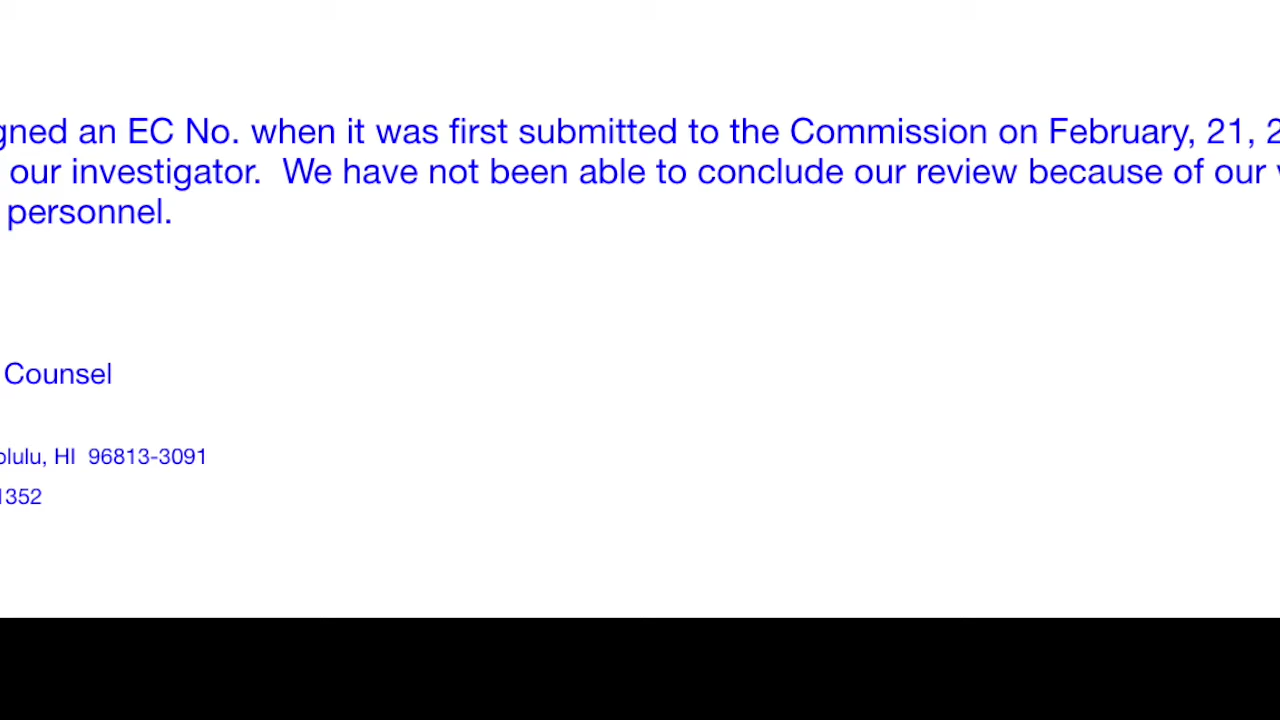 gned an EC No. when it was first submitted to the Commission on February, 21, 2
our investigator.  We have not been able to conclude our review because of our
personnel.
Counsel
olulu, HI  96813-3091
1352